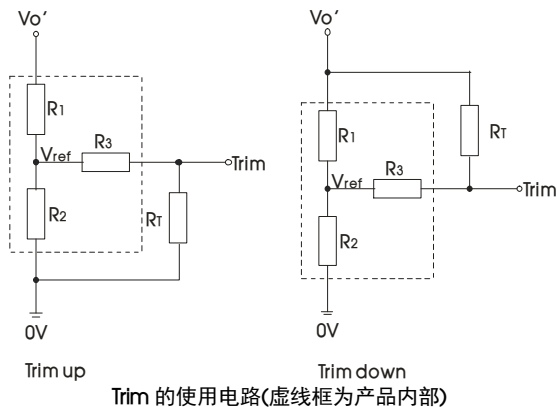 Vo’
R1
R3
Vref
Trim
R2
RT
0V
Trim up
Vo’
R1
RT
R3
Vref
Trim
R2
0V
Trim down
Trim 的使用电路(虚线框为产品内部)